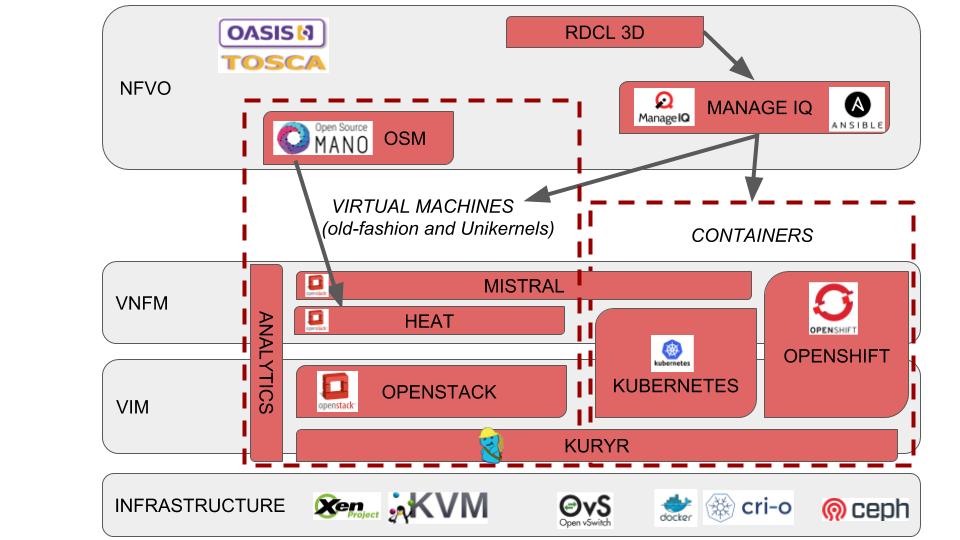 OASIS
TOSCA
RDCL 3D
NFVO
ManageIQ
MANAGE IQ
ANSIBLE
Open Source
MANO
OSM
VIRTUAL MACHINES
(old-fashion and Unikernels)
CONTAINERS
VNFM
openstack
MISTRAL
openstack
HEAT
ANALYTICS
OPENSHIFT
OPENSHIFT
kubernetes
KUBERNETES
VIM
openstack
OPENSTACK
KURYR
INFRASTRUCTURE
Xen
Project
KVM
OvS
Open vSwitch
docker
cri-o
ceph